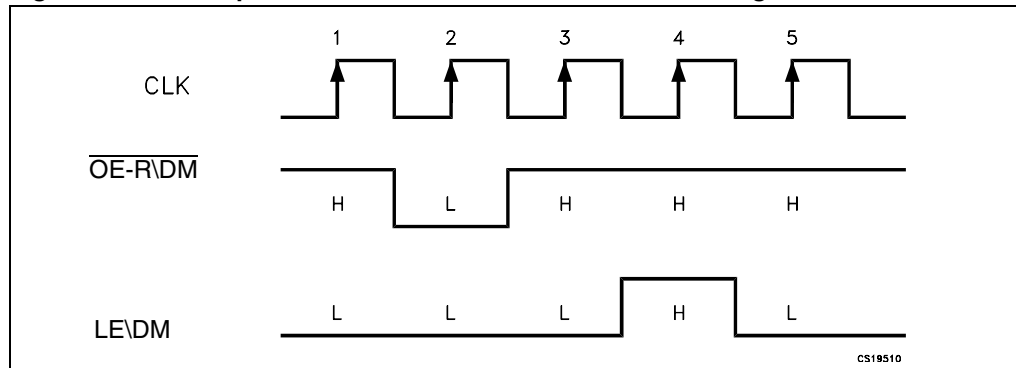 1 2 3 4 5
CLK
OE-R\DM
H L H H H
LE\DM
L L L H L
CS19510